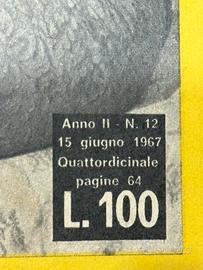 Anno II - N. 12
15 giugno 1967
Quattordicinale
pagine 64
L. 100